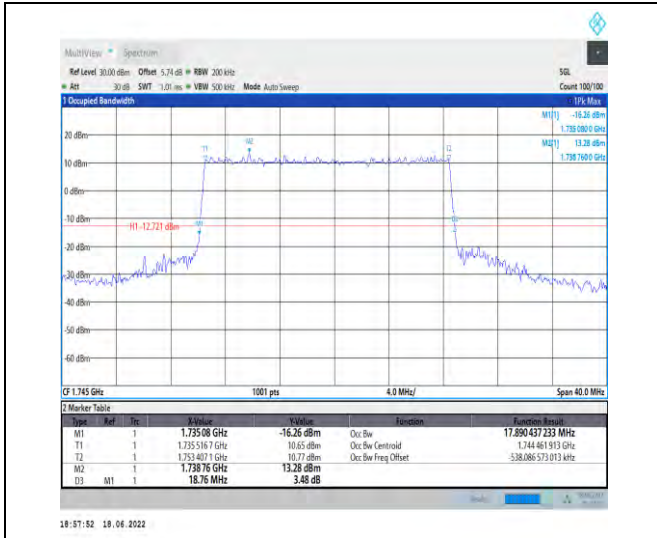 MultiView Spectrum
Ref Level 30.00 dBm Offset 5.74 dB RBW 200 kHz SGL
Att 30 dB SWT 1.01 ms VBW 500 kHz Mode Auto Sweep Count 100/100
1 Occupied Bandwidth 1Pk Max
M1[1] -16.26 dBm
1.735 080 0 GHz
M2[1] 13.28 dBm
1.738 760 0 GHz
20 dBm
T1 M2 T2
10 dBm
0 dBm
-10 dBm
H1 -12.721 dBm
-20 dBm
-30 dBm
-40 dBm
-50 dBm
-60 dBm
CF 1.745 GHz 1001 pts 4.0 MHz/ Span 40.0 MHz
2 Marker Table
Type Ref Trc X-Value Y-Value Function Function Result
M1 1 1.735 08 GHz -16.26 dBm Occ Bw 17.890 437 233 MHz
T1 1 1.735 516 7 GHz 10.65 dBm Occ Bw Centroid 1.744 461 913 GHz
T2 1 1.753 407 1 GHz 10.77 dBm Occ Bw Freq Offset -538.086 573 013 kHz
M2 1 1.738 76 GHz 13.28 dBm
D3 M1 1 18.76 MHz 3.48 dB
18:57:52 18.06.2022